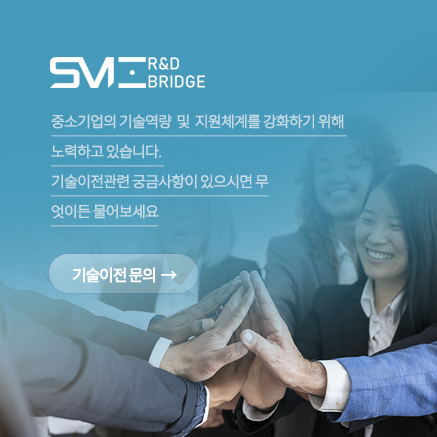 SME R&D
BRIDGE
중소기업의 기술역량 및 지원체계를 강화하기 위해
노력하고 있습니다.
기술이전관련 궁금사항이 있으시면 무
엇이든 물어보세요
기술이전 문의 →